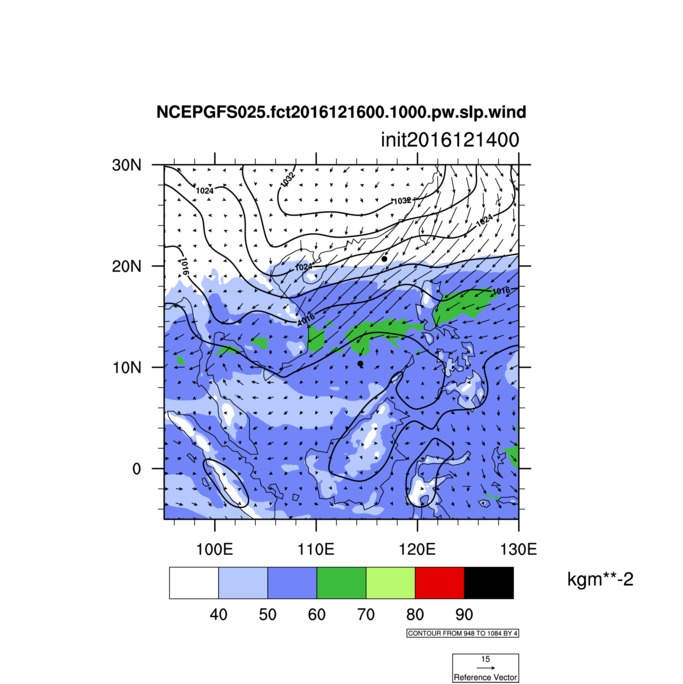 NCEPGFS025.fct2016121600.1000.pw.slp.wind
init2016121400
30N
20N
10N
0
1032
1024
1032
1024
1016
1024
1016
1016
100E
110E
120E
130E
kgm**-2
40
50
60
70
80
90
CONTOUR FROM 948 TO 1084 BY 4
15
Reference Vector